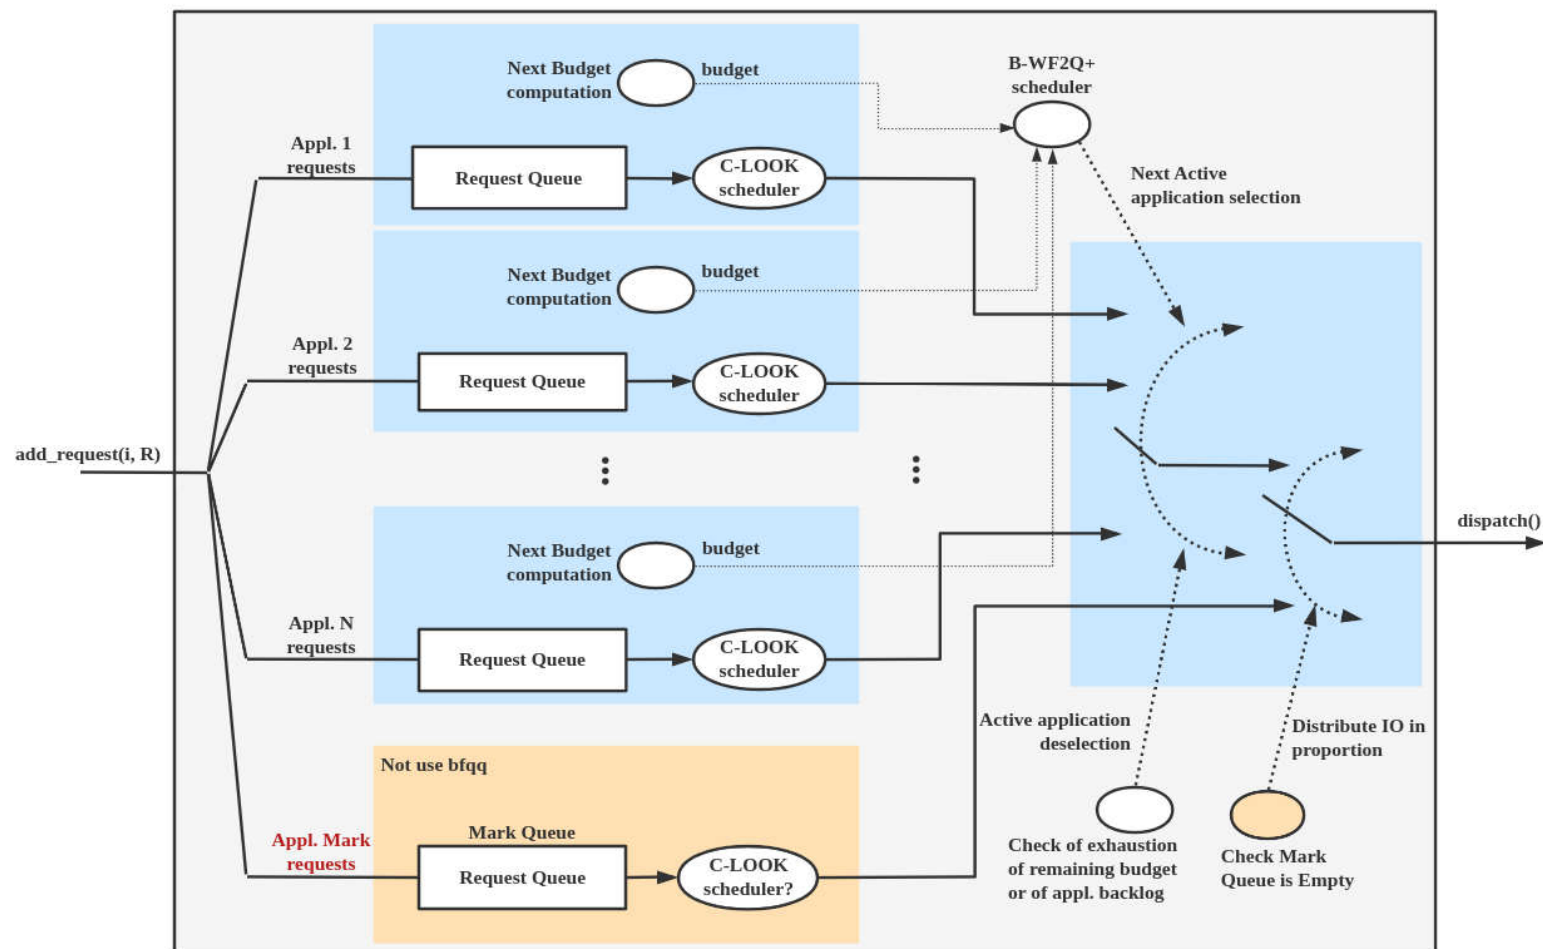 Next Budget
computation
budget
B-WF2Q+
scheduler
Appl. 1
requests
Request Queue
C-LOOK
scheduler
Next Active
application selection
Next Budget
computation
budget
Appl. 2
requests
Request Queue
C-LOOK
scheduler
add_request(i, R)
dispatch()
Next Budget
computation
budget
Appl. N
requests
Request Queue
C-LOOK
scheduler
Active application
deselection
Distribute IO in
proportion
Not use bfqq
Appl. Mark
requests
Mark Queue
Request Queue
C-LOOK
scheduler?
Check of exhaustion
of remaining budget
or of appl. backlog
Check Mark
Queue is Empty